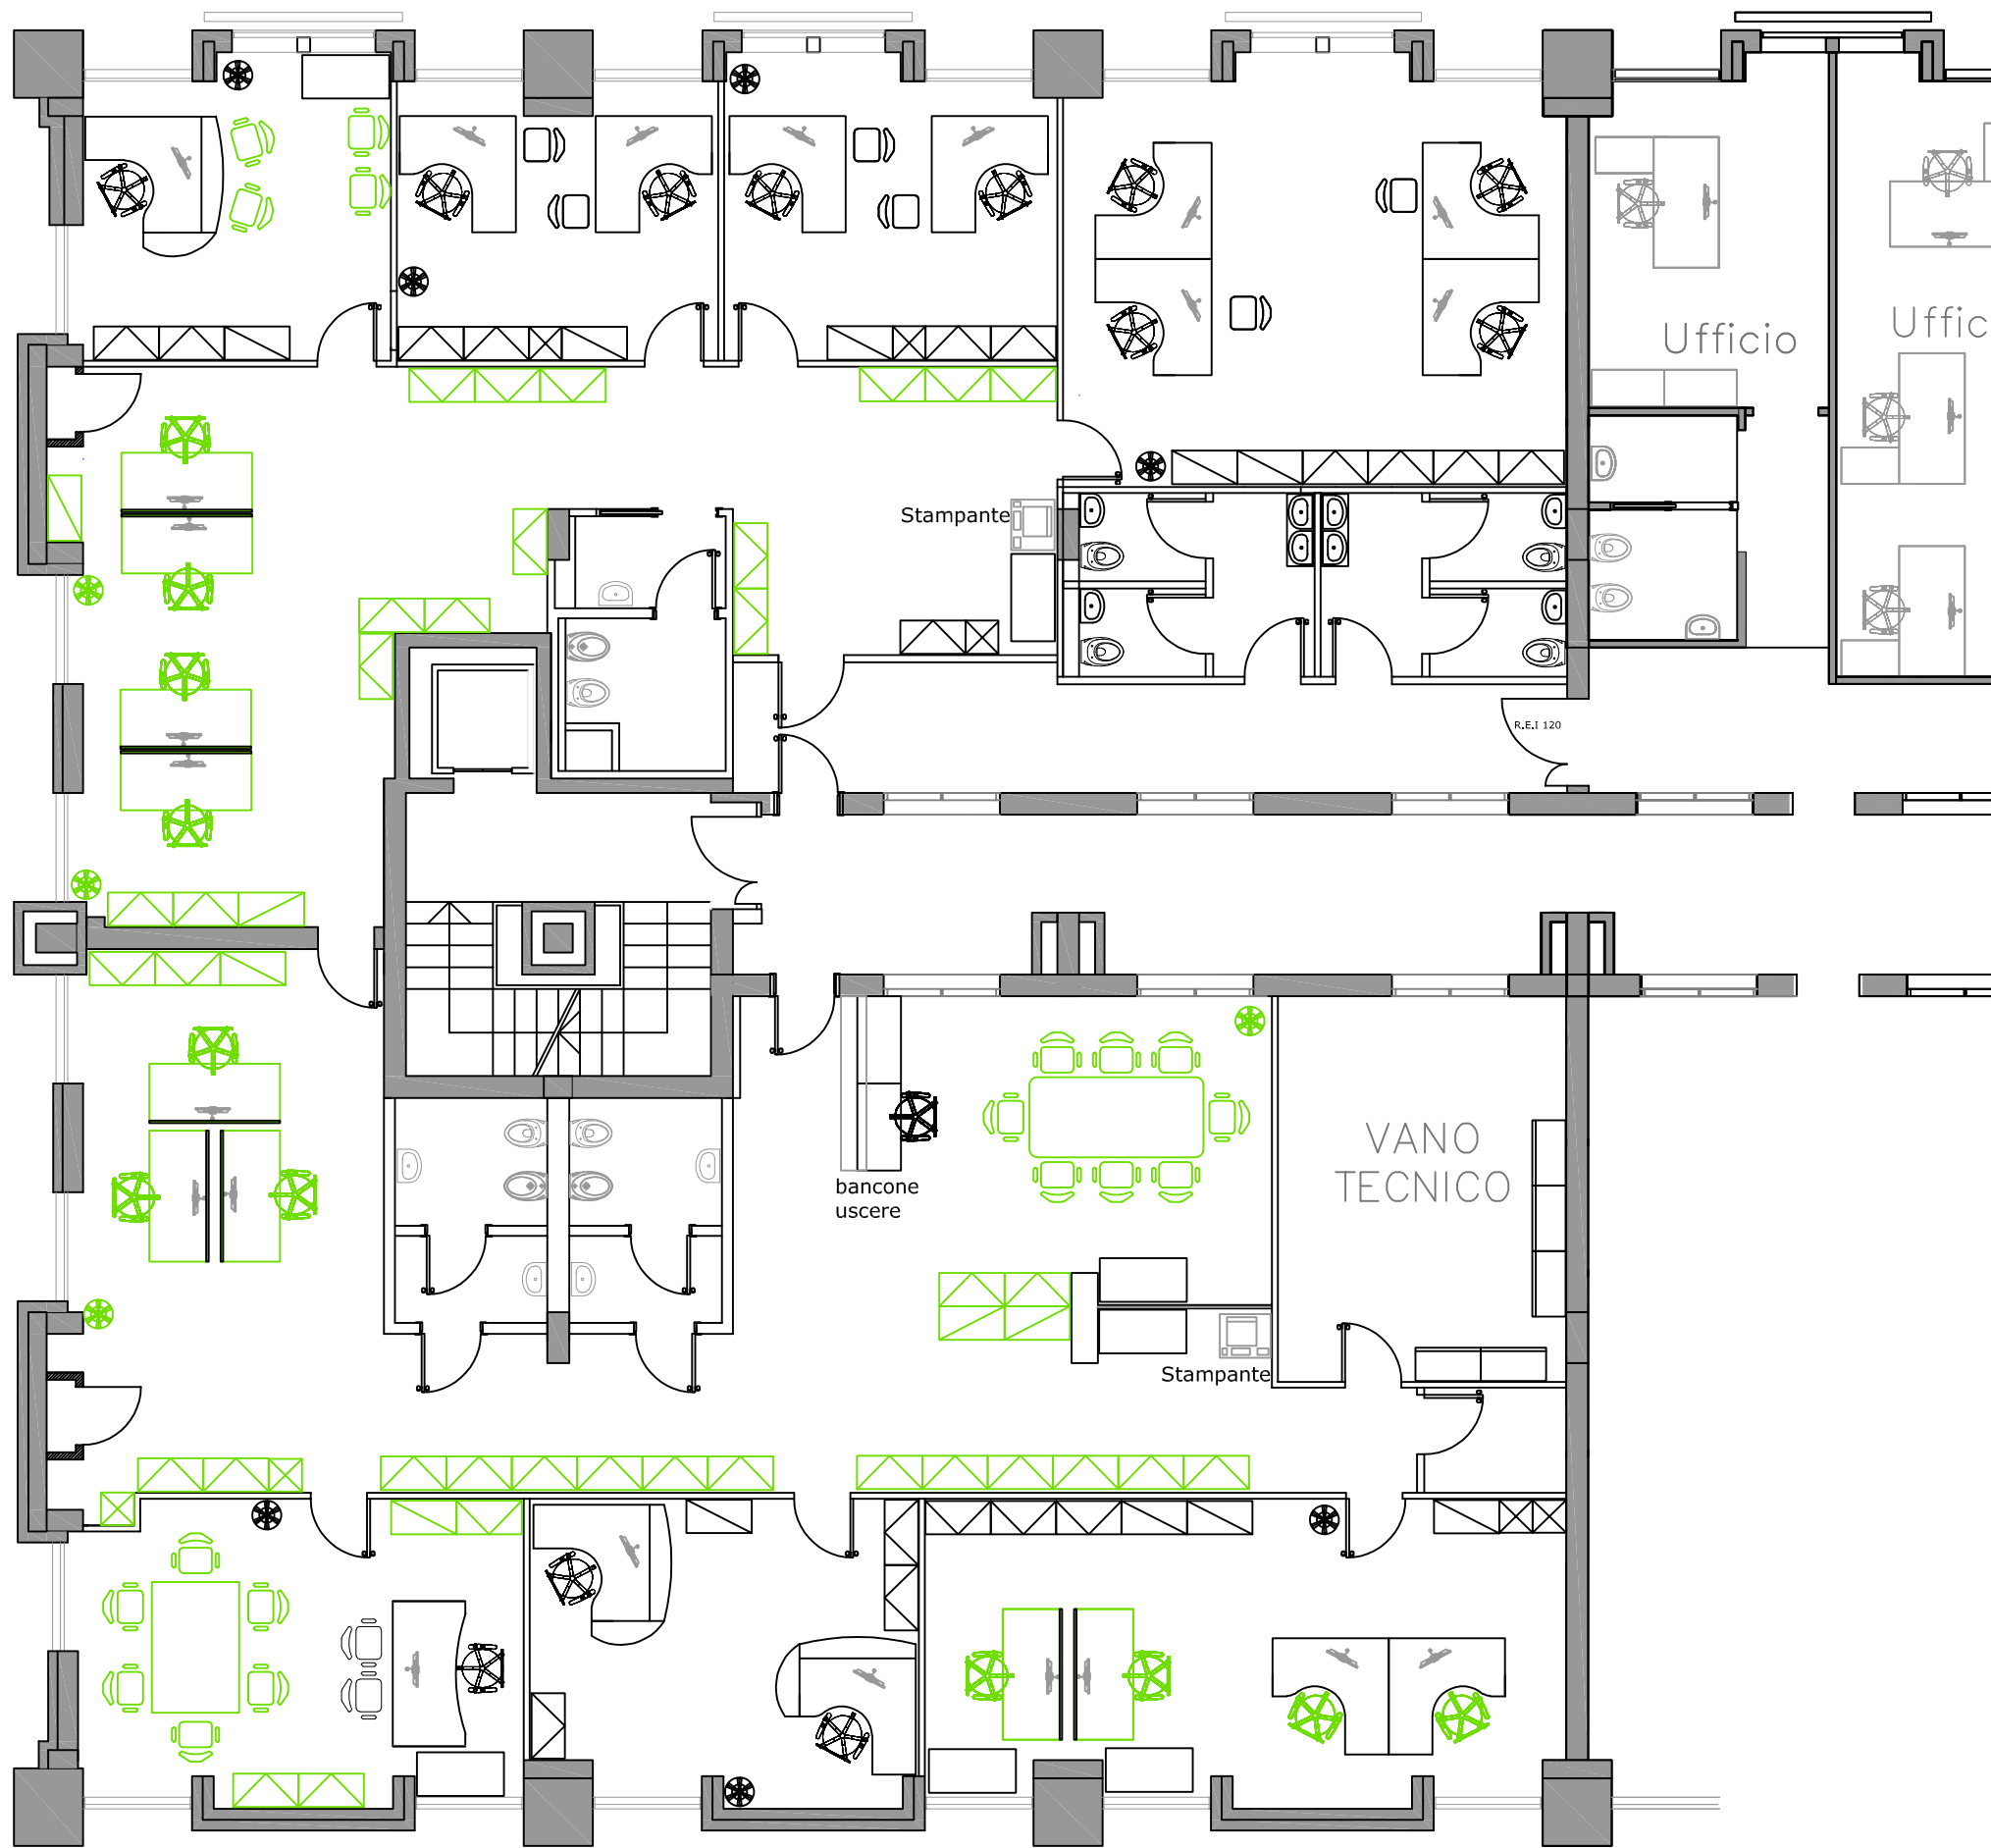 Ufficio
Uffic
Stampante
R.E.I 120
VANO
TECNICO
bancone
uscere
Stampante